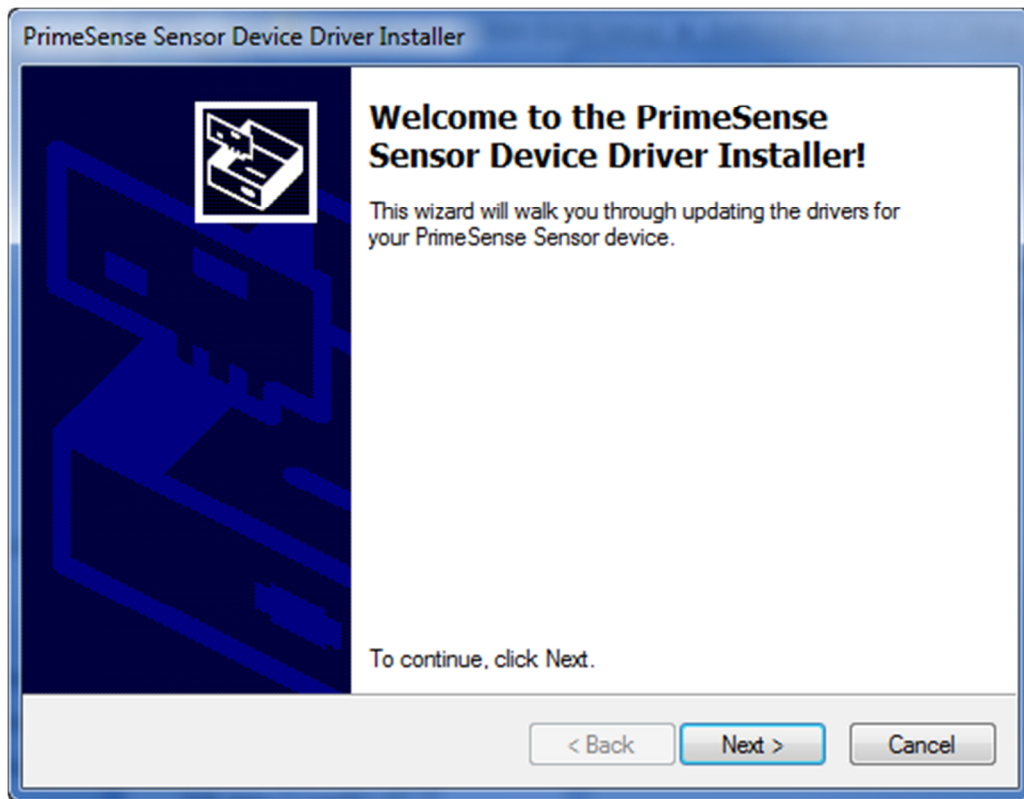 PrimeSense Sensor Device Driver Installer
Welcome to the PrimeSense
Sensor Device Driver Installer!
This wizard will walk you through updating the drivers for
your PrimeSense Sensor device.
To continue, click Next.
< Back
Next >
Cancel